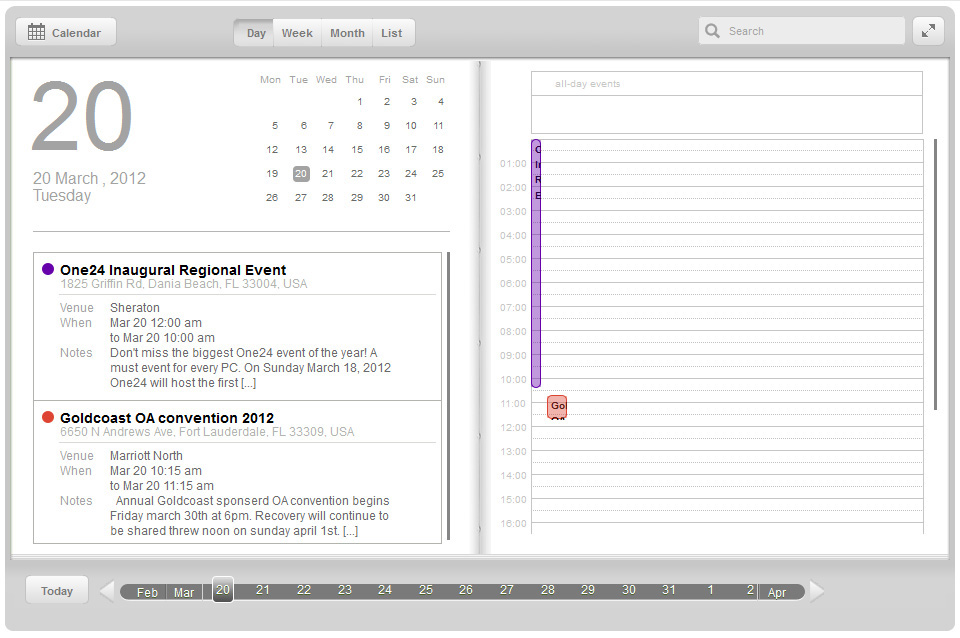 Calendar
Day Week Month List
Search
20
20 March , 2012
Tuesday
Mon Tue Wed Thu Fri Sat Sun
1 2 3 4
5 6 7 8 9 10 11
12 13 14 15 16 17 18
19 20 21 22 23 24 25
26 27 28 29 30 31
One24 Inaugural Regional Event
1825 Griffin Rd, Dania Beach, FL 33004, USA
Venue Sheraton
When Mar 20 12:00 am
to Mar 20 10:00 am
Notes Don't miss the biggest One24 event of the year! A
must event for every PC. On Sunday March 18, 2012
One24 will host the first [...]
Goldcoast OA convention 2012
6650 N Andrews Ave, Fort Lauderdale, FL 33309, USA
Venue Marriott North
When Mar 20 10:15 am
to Mar 20 11:15 am
Notes Annual Goldcoast sponserd OA convention begins
Friday march 30th at 6pm. Recovery will continue to
be shared threw noon on sunday april 1st. [...]
all-day events
01:00
02:00
03:00
04:00
05:00
06:00
07:00
08:00
09:00
10:00
11:00
12:00
13:00
14:00
15:00
16:00
Go
Today
Feb Mar 20 21 22 23 24 25 26 27 28 29 30 31 1 2 Apr